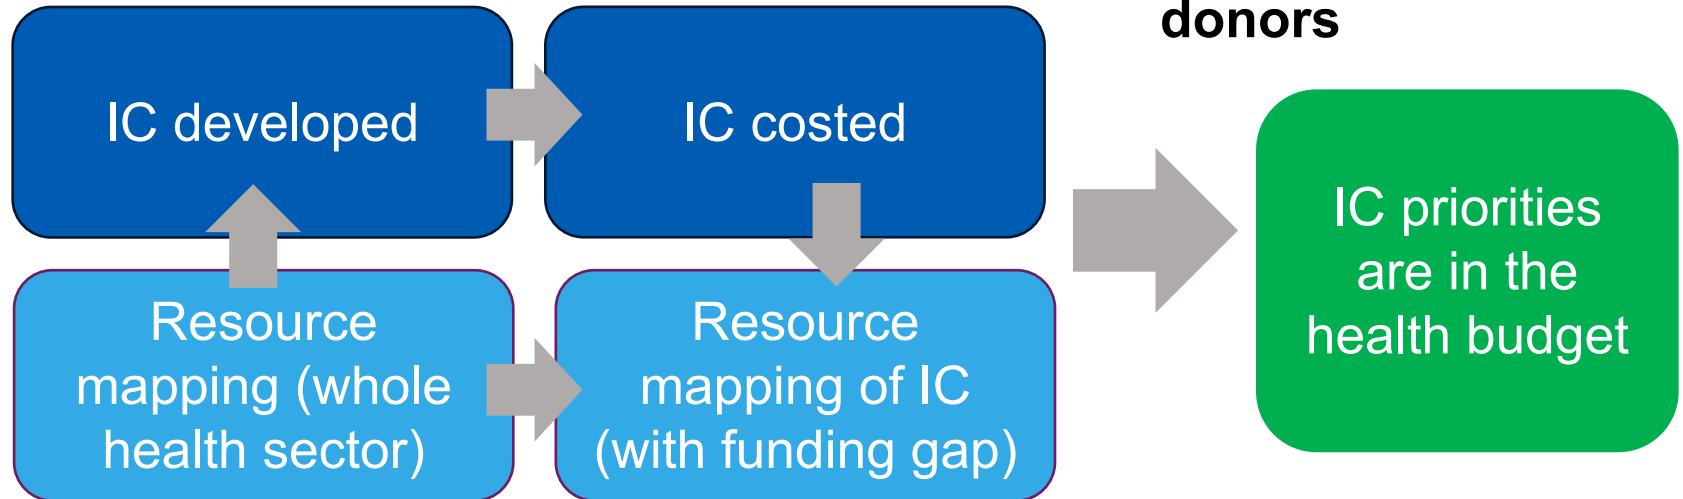 donors
IC developed
IC costed
Resource
mapping (whole
health sector)
Resource
mapping of IC
(with funding gap)
IC priorities
are in the
health budget